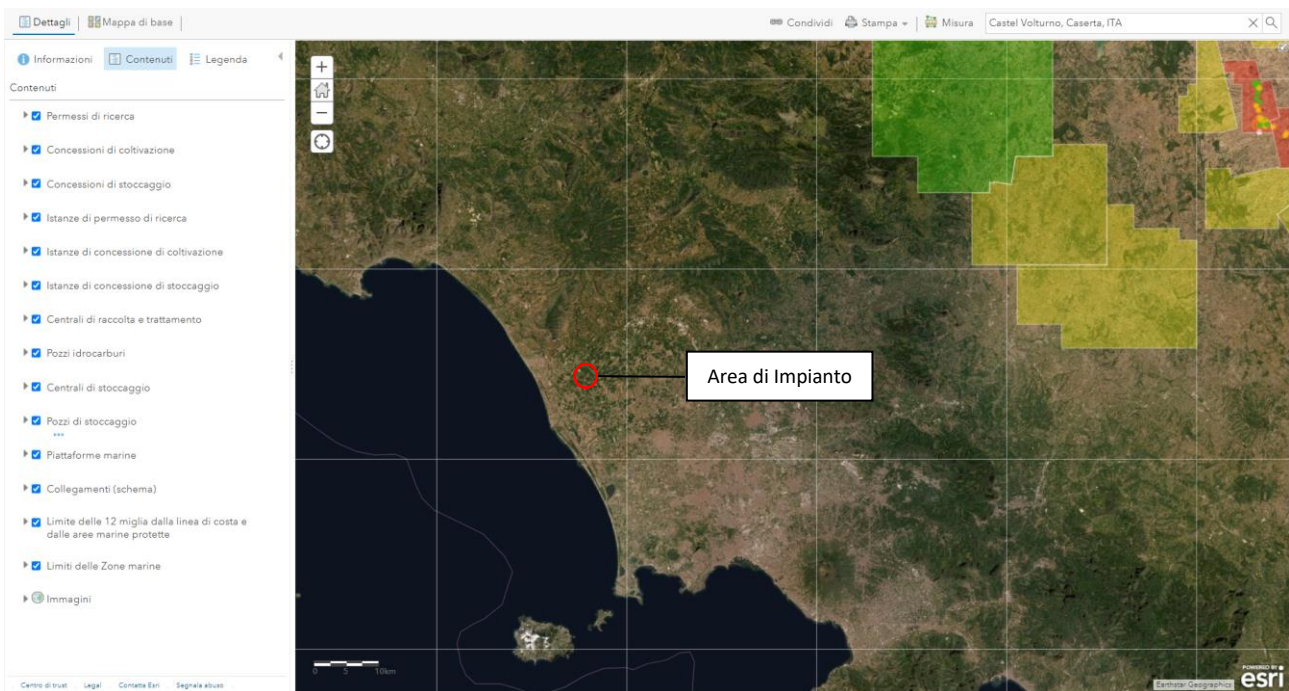 Dettagli
Mappa di base
Condividi
Stampa
Misura
Castel Volturno, Caserta, ITA
Informazioni
Contenuti
Legenda
Contenuti
Permessi di ricerca
Concessioni di coltivazione
Concessioni di stoccaggio
Istanze di permesso di ricerca
Istanze di concessione di coltivazione
Istanze di concessione di stoccaggio
Centrali di raccolta e trattamento
Pozzi idrocarburi
Centrali di stoccaggio
Pozzi di stoccaggio
Piattaforme marine
Collegamenti (schema)
Limite delle 12 miglia dalla linea di costa e
dalle aree marine protette
Limiti delle Zone marine
Immagini
Area di Impianto
0 5 10km
Centro di trust Legal Contatta Esri Segnala abuso
Earthstar Geographics
POWERED BY
esri